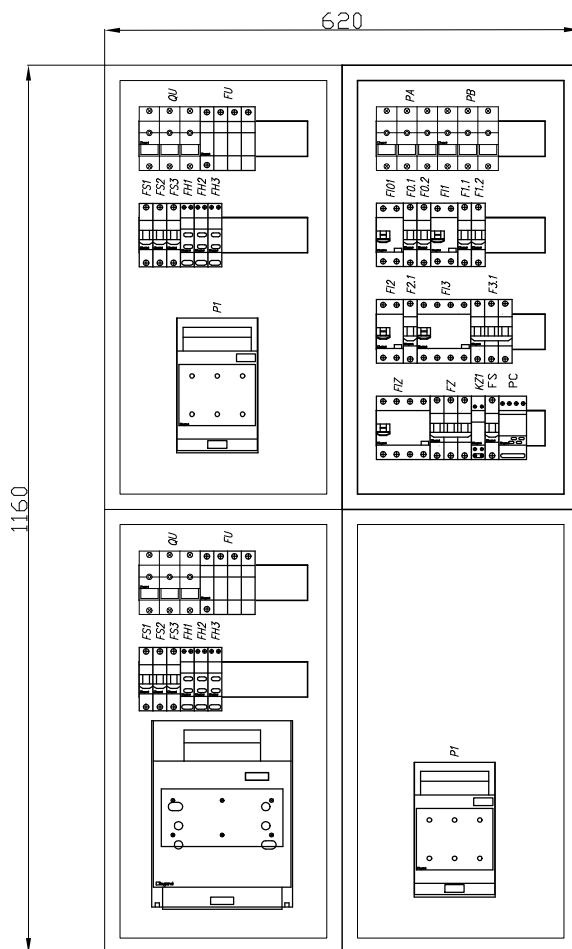 620
1160
QU FU
FS1 FS2 FS3 FH1 FH2 FH3
P1
PA PB
FI01 F0.1 F0.2 FI1 F1.1 F1.2
FI2 F2.1 FI3 F3.1
FIZ FZ KZ1 FS PC
QU FU
FS1 FS2 FS3 FH1 FH2 FH3
legrand
P1